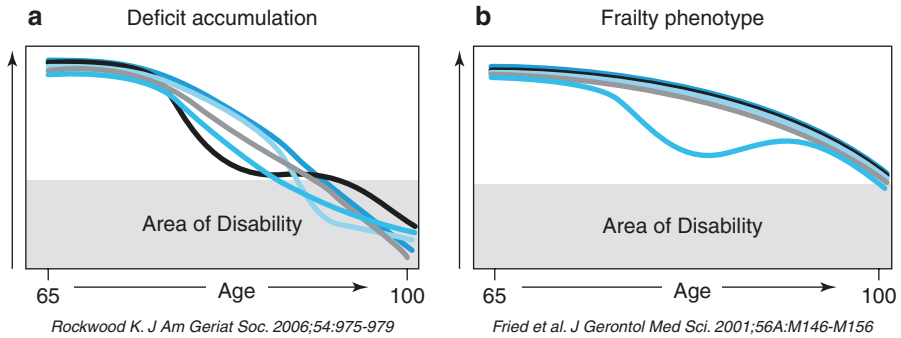 a Deficit accumulation
Area of Disability
65 Age 100
Rockwood K. J Am Geriat Soc. 2006;54:975-979
b Frailty phenotype
Area of Disability
65 Age 100
Fried et al. J Gerontol Med Sci. 2001;56A:M146-M156